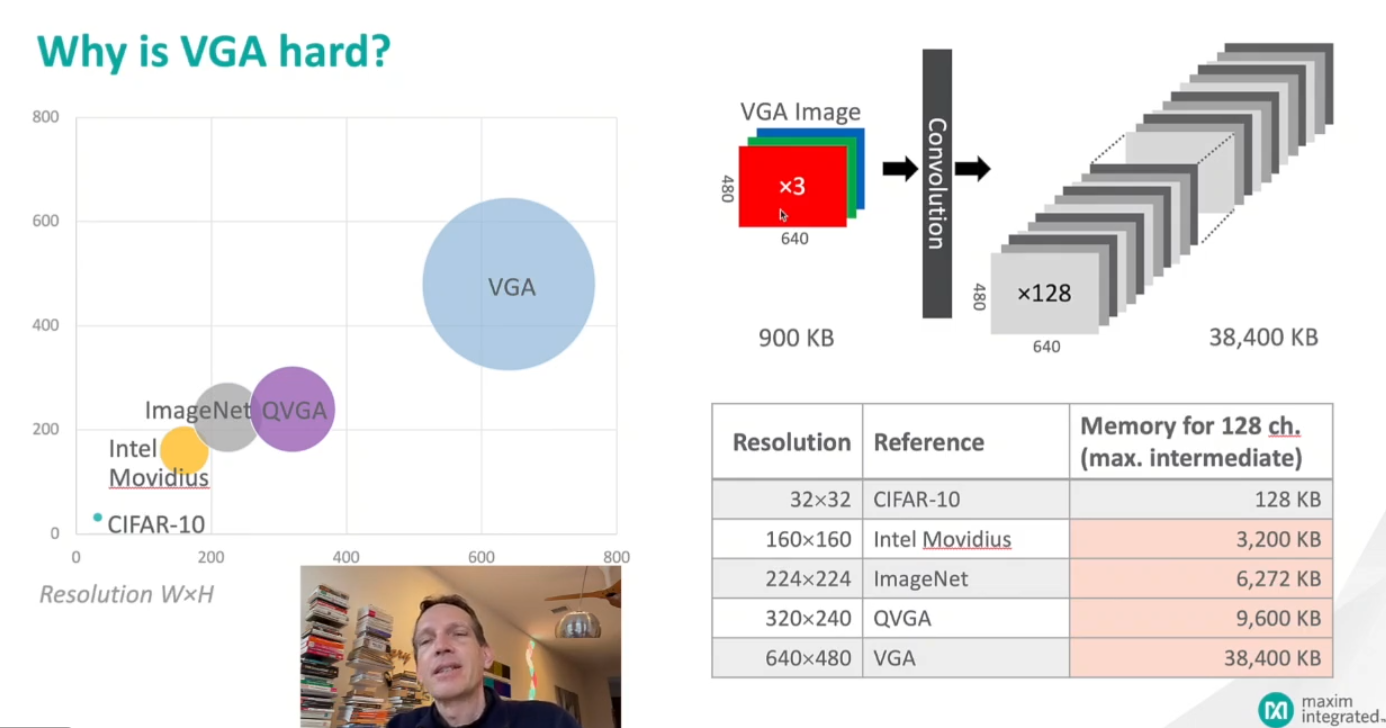 Why is VGA hard?
800
600
400
200
0
0
200
400
600
800
VGA
ImageNet
QVGA
Intel
Movidius
CIFAR-10
Resolution W×H
VGA Image
×3
480
640
900 KB
Convolution
×128
480
640
38,400 KB
Resolution Reference Memory for 128 ch.
(max. intermediate)
32×32 CIFAR-10 128 KB
160×160 Intel Movidius 3,200 KB
224×224 ImageNet 6,272 KB
320×240 QVGA 9,600 KB
640×480 VGA 38,400 KB
maxim
integrated